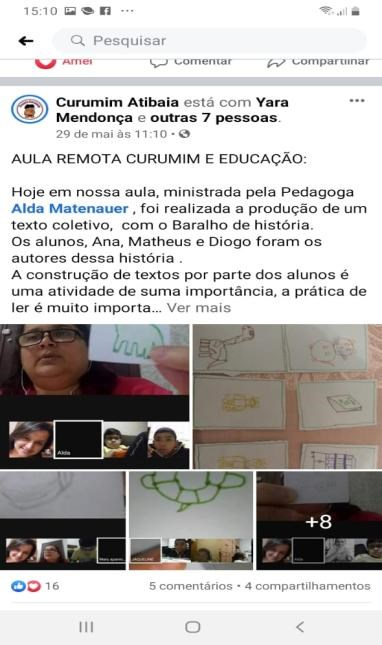 15:10
Pesquisar
Amei Comentar Compartilhar
Curumim Atibaia está com Yara
Mendonça e outras 7 pessoas.
29 de mai às 11:10
AULA REMOTA CURUMIM E EDUCAÇÃO:
Hoje em nossa aula, ministrada pela Pedagoga
Alda Matenauer , foi realizada a produção de um
texto coletivo, com o Baralho de história.
Os alunos, Ana, Matheus e Diogo foram os
autores dessa história .
A construção de textos por parte dos alunos é
uma atividade de suma importância, a prática de
ler é muito importa... Ver mais
Alda
+8
16 5 comentários • 4 compartilhamentos